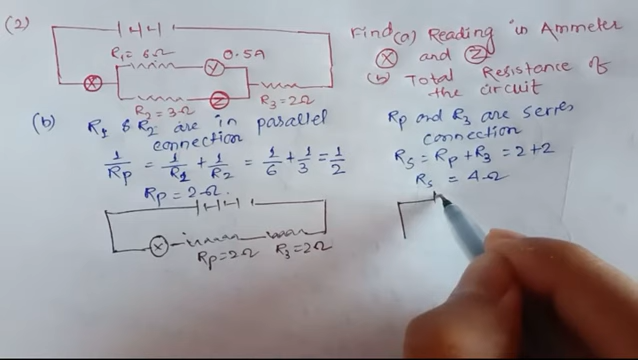 (2)
R1 = 6Ω
Y 0.5A
X
Z
R2 = 3Ω
R3 = 2Ω
Find (a) Reading in Ammeter
X and Z
(b) Total Resistance of
the circuit
(b) R1 & R2 are in parallel
connection
1/Rp = 1/R1 + 1/R2 = 1/6 + 1/3 = 1/2
Rp = 2Ω.
X
Rp = 2Ω R3 = 2Ω
Rp and R3 are series
connection
Rs = Rp + R3 = 2 + 2
Rs = 4Ω